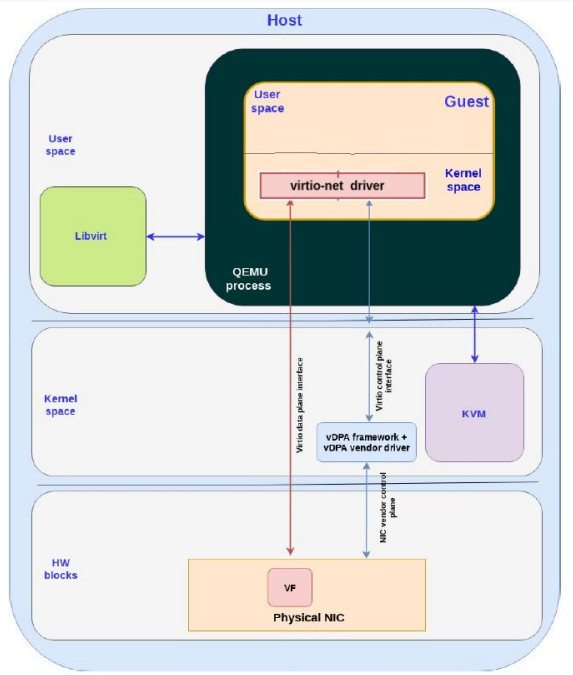 Host
User
space
Guest
User
space
Kernel
space
virtio-net driver
Libvirt
QEMU
process
Kernel
space
Virtio data plane interface
Virtio control plane
interface
KVM
vDPA framework +
vDPA vendor driver
NIC vendor control
plane
HW
blocks
VF
Physical NIC